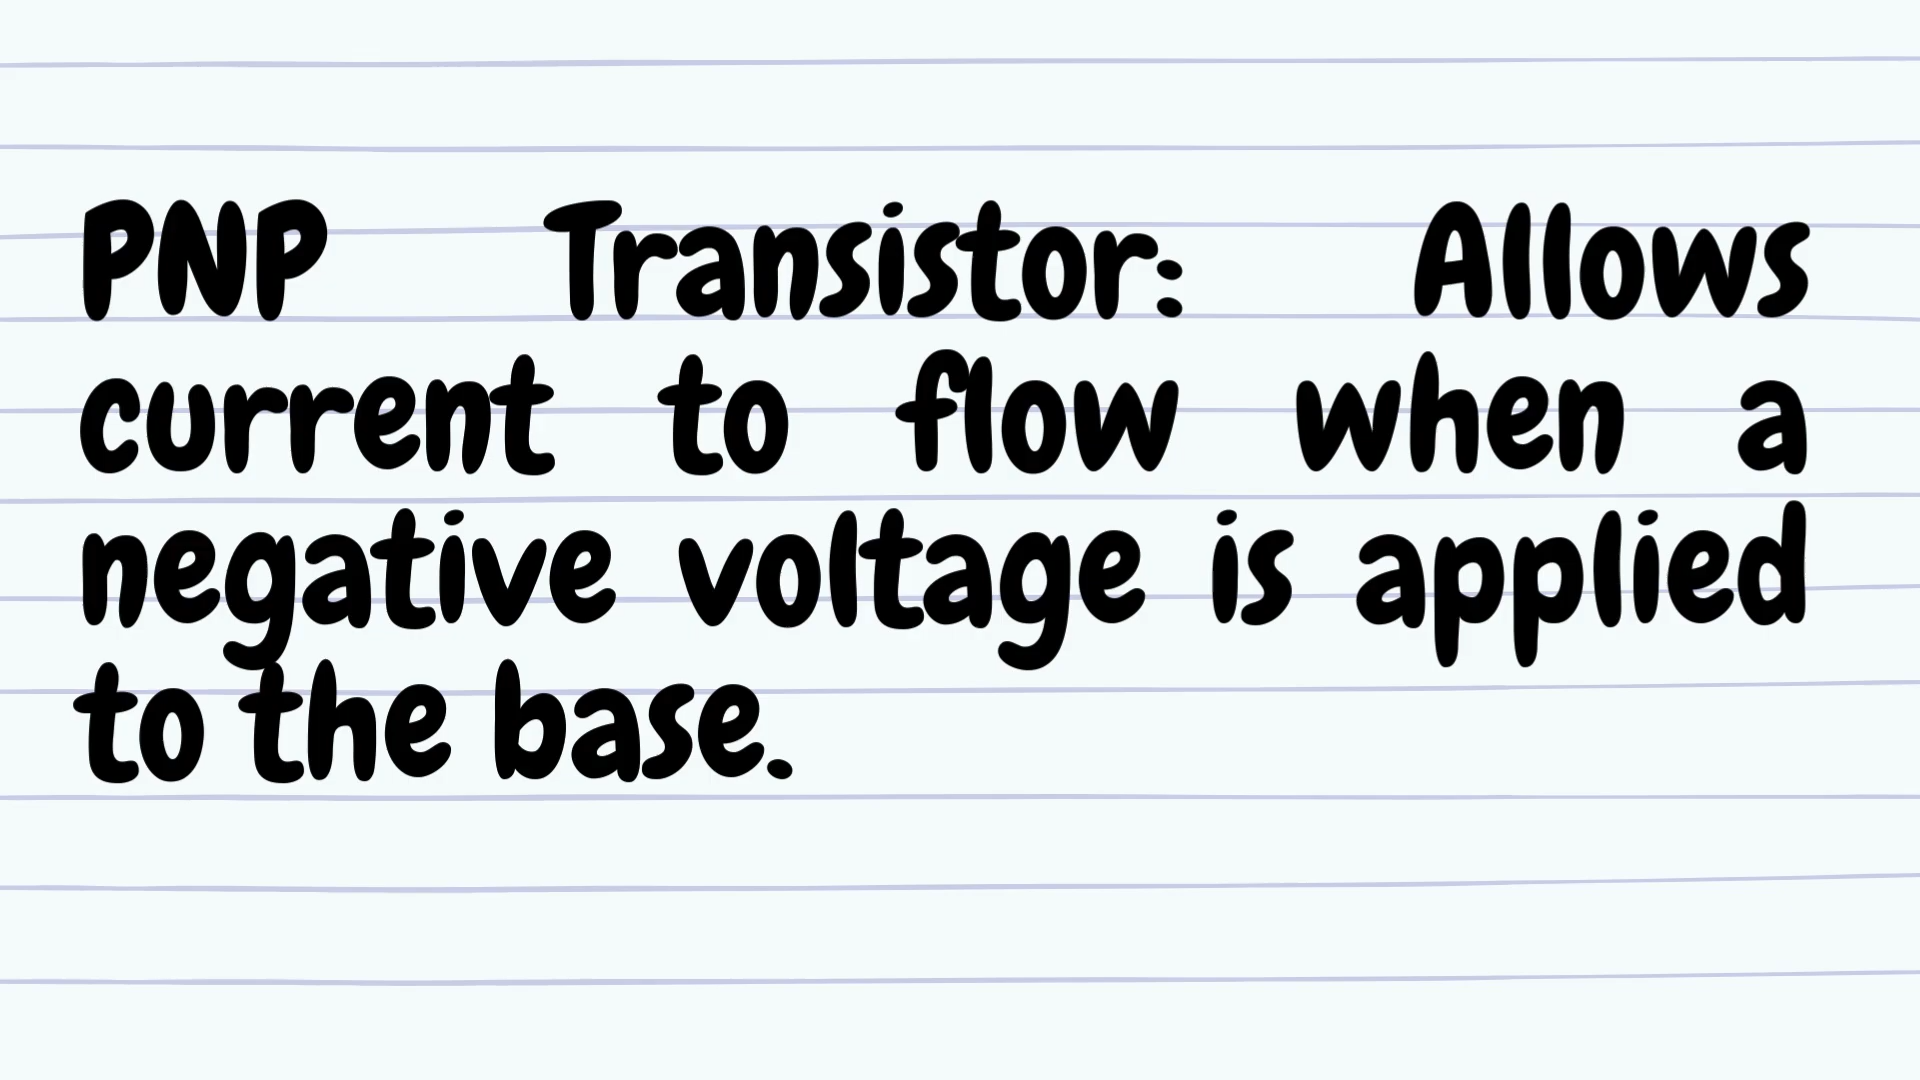 PNP Transistor: Allows
current to flow when a
negative voltage is applied
to the base.